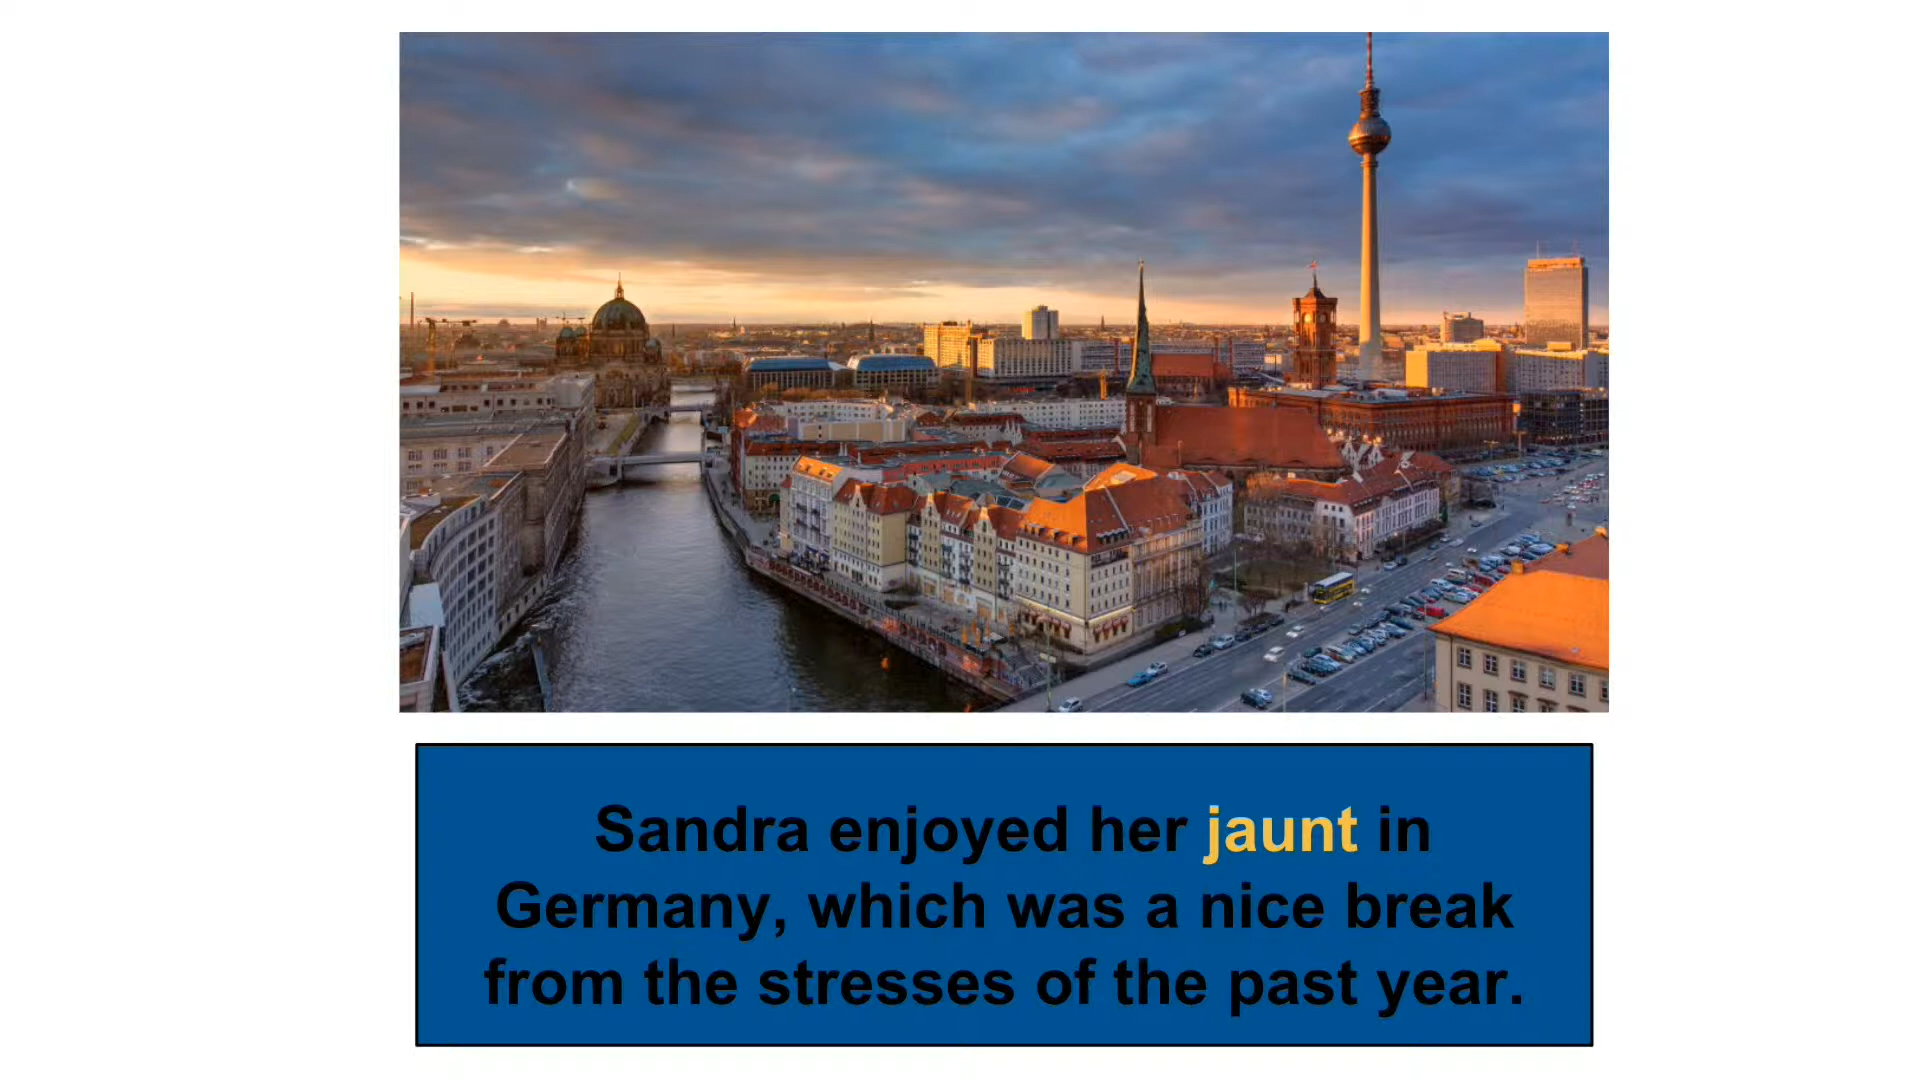 Sandra enjoyed her jaunt in
Germany, which was a nice break
from the stresses of the past year.